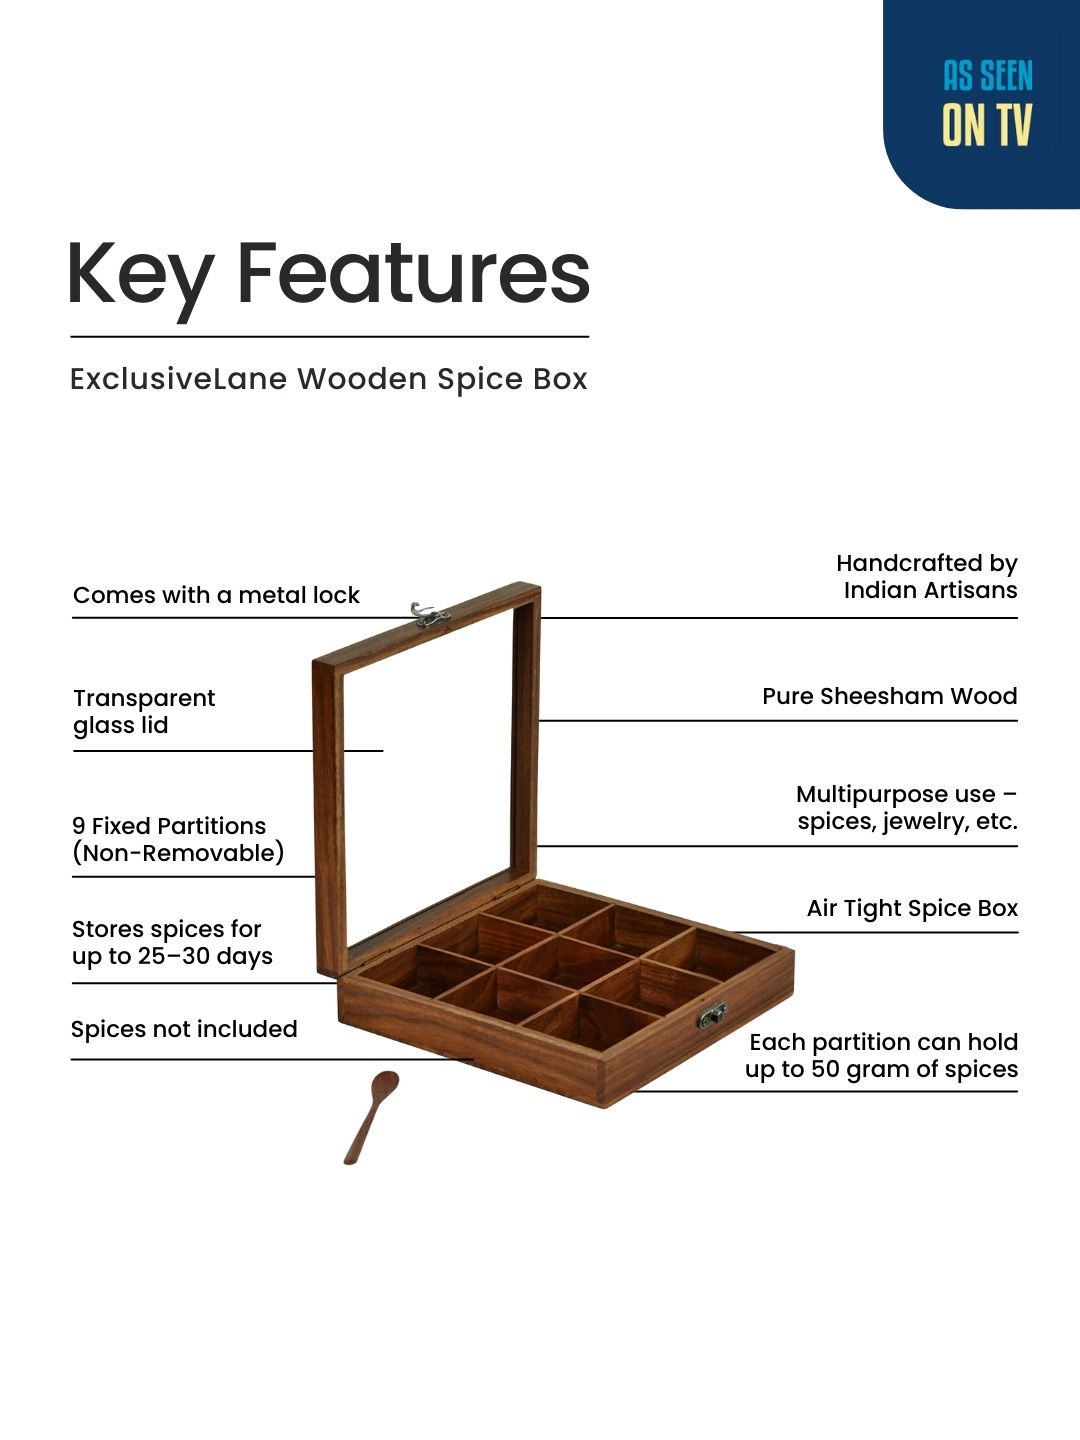 AS SEEN
ON TV
Key Features
ExclusiveLane Wooden Spice Box
Comes with a metal lock
Transparent
glass lid
9 Fixed Partitions
(Non-Removable)
Stores spices for
up to 25–30 days
Spices not included
Handcrafted by
Indian Artisans
Pure Sheesham Wood
Multipurpose use –
spices, jewelry, etc.
Air Tight Spice Box
Each partition can hold
up to 50 gram of spices